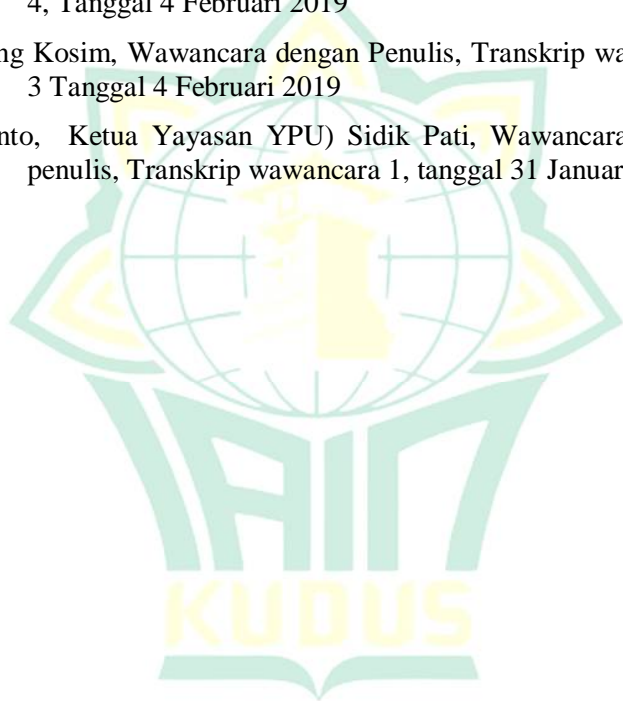 4, Tanggal 4 Februari 2019
ng Kosim, Wawancara dengan Penulis, Transkrip wa
3 Tanggal 4 Februari 2019
nto, Ketua Yayasan YPU) Sidik Pati, Wawancara
penulis, Transkrip wawancara 1, tanggal 31 Januar
IAIN
KUDUS